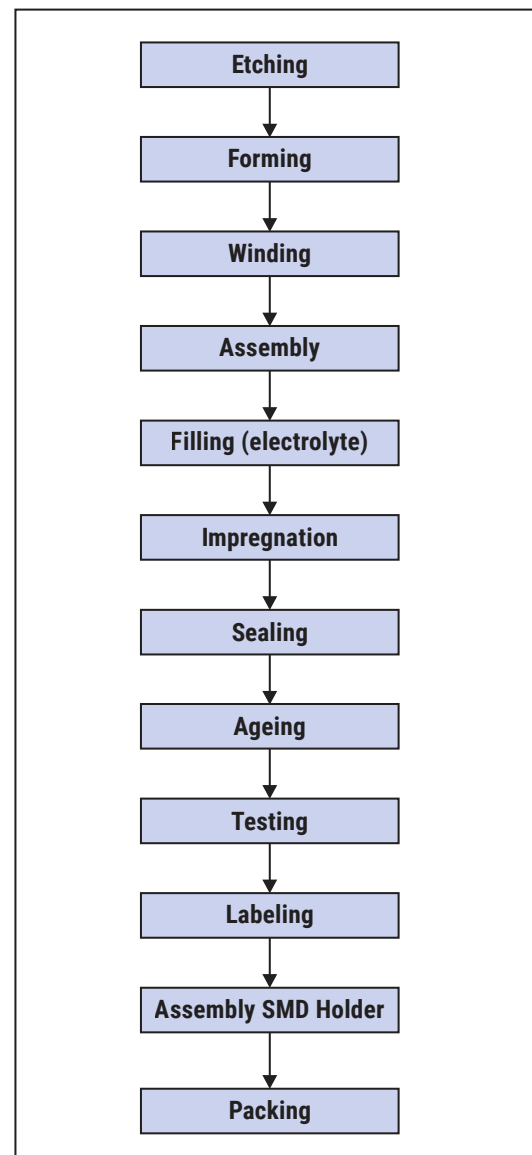 Etching
Forming
Winding
Assembly
Filling (electrolyte)
Impregnation
Sealing
Ageing
Testing
Labeling
Assembly SMD Holder
Packing